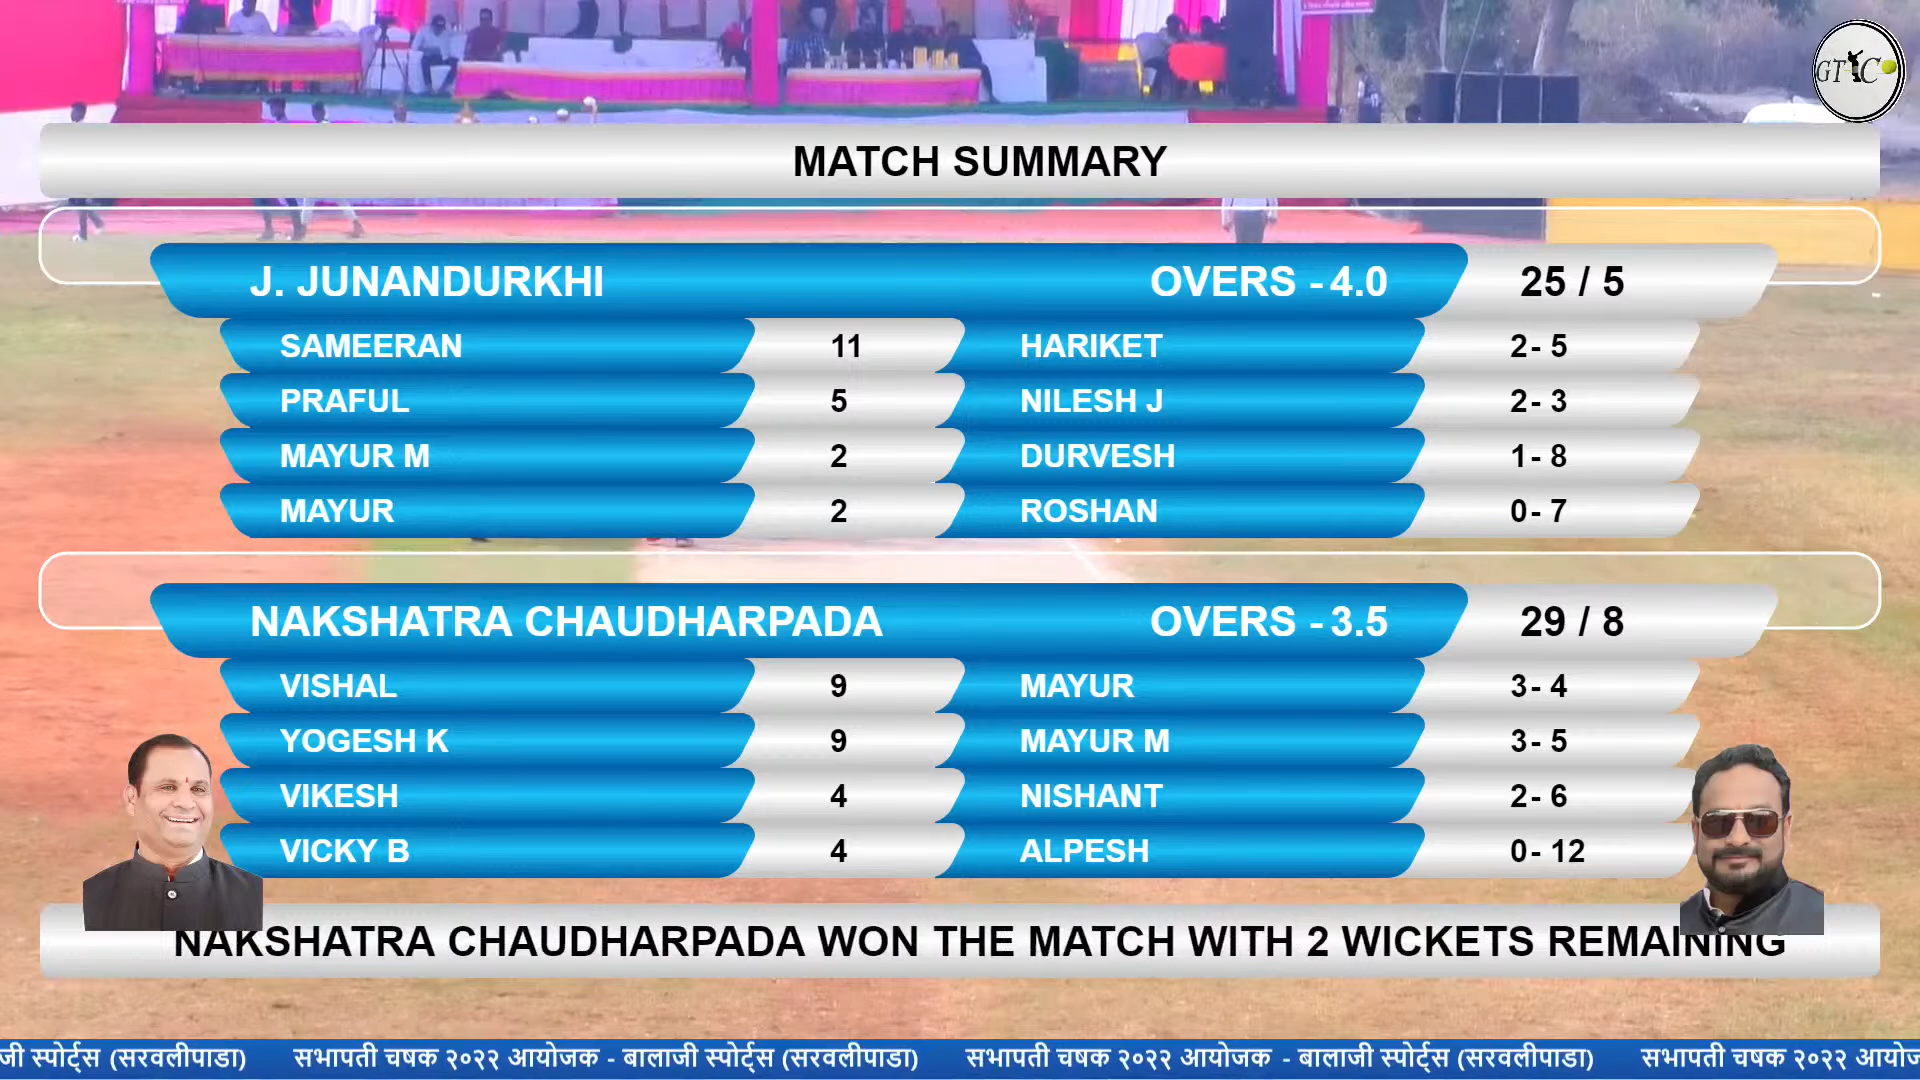 GTCC
MATCH SUMMARY
J. JUNANDURKHI OVERS - 4.0 25 / 5
SAMEERAN 11 HARIKET 2 - 5
PRAFUL 5 NILESH J 2 - 3
MAYUR M 2 DURVESH 1 - 8
MAYUR 2 ROSHAN 0 - 7
NAKSHATRA CHAUDHARPADA OVERS - 3.5 29 / 8
VISHAL 9 MAYUR 3 - 4
YOGESH K 9 MAYUR M 3 - 5
VIKESH 4 NISHANT 2 - 6
VICKY B 4 ALPESH 0 - 12
NAKSHATRA CHAUDHARPADA WON THE MATCH WITH 2 WICKETS REMAINING
जी स्पोर्ट्स (सरवलीपाडा) सभापती चषक २०२२ आयोजक - बालाजी स्पोर्ट्स (सरवलीपाडा) सभापती चषक २०२२ आयोजक - बालाजी स्पोर्ट्स (सरवलीपाडा) सभापती चषक २०२२